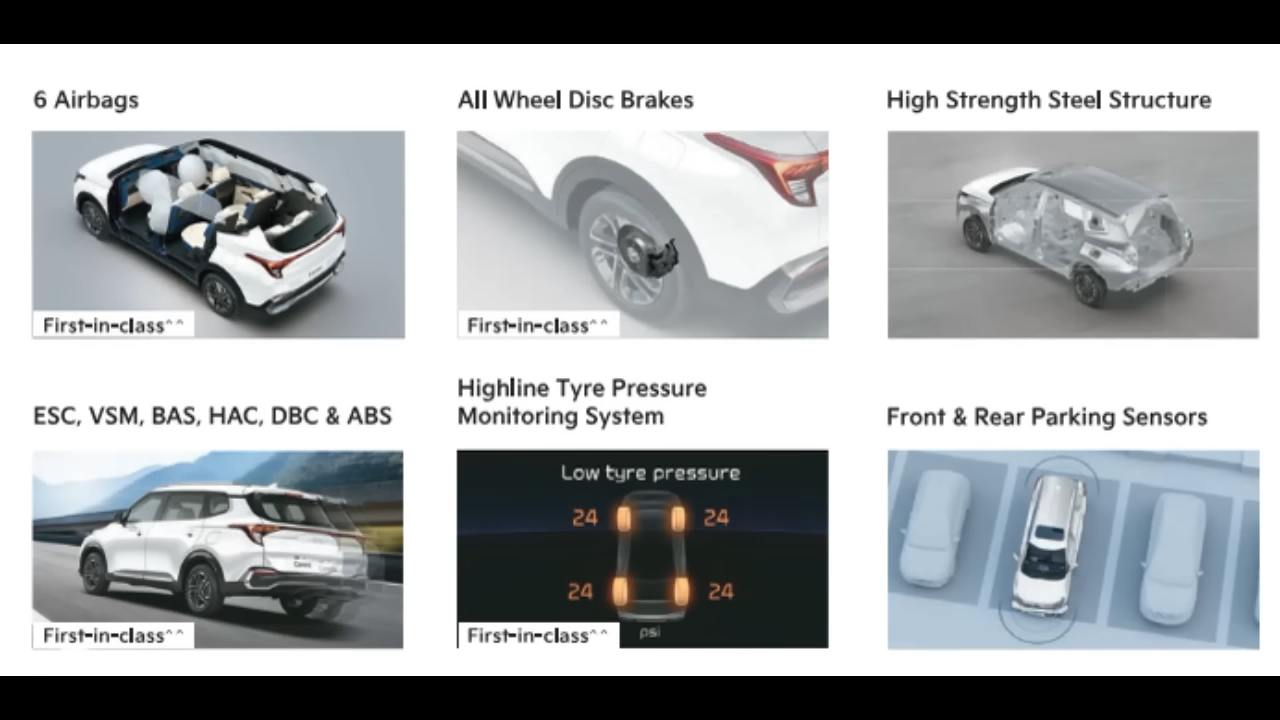 6 Airbags
All Wheel Disc Brakes
High Strength Steel Structure
First-in-class^^
First-in-class^^
ESC, VSM, BAS, HAC, DBC & ABS
Highline Tyre Pressure
Monitoring System
Front & Rear Parking Sensors
Low tyre pressure
24 24
24 24
psi
First-in-class^^
First-in-class^^